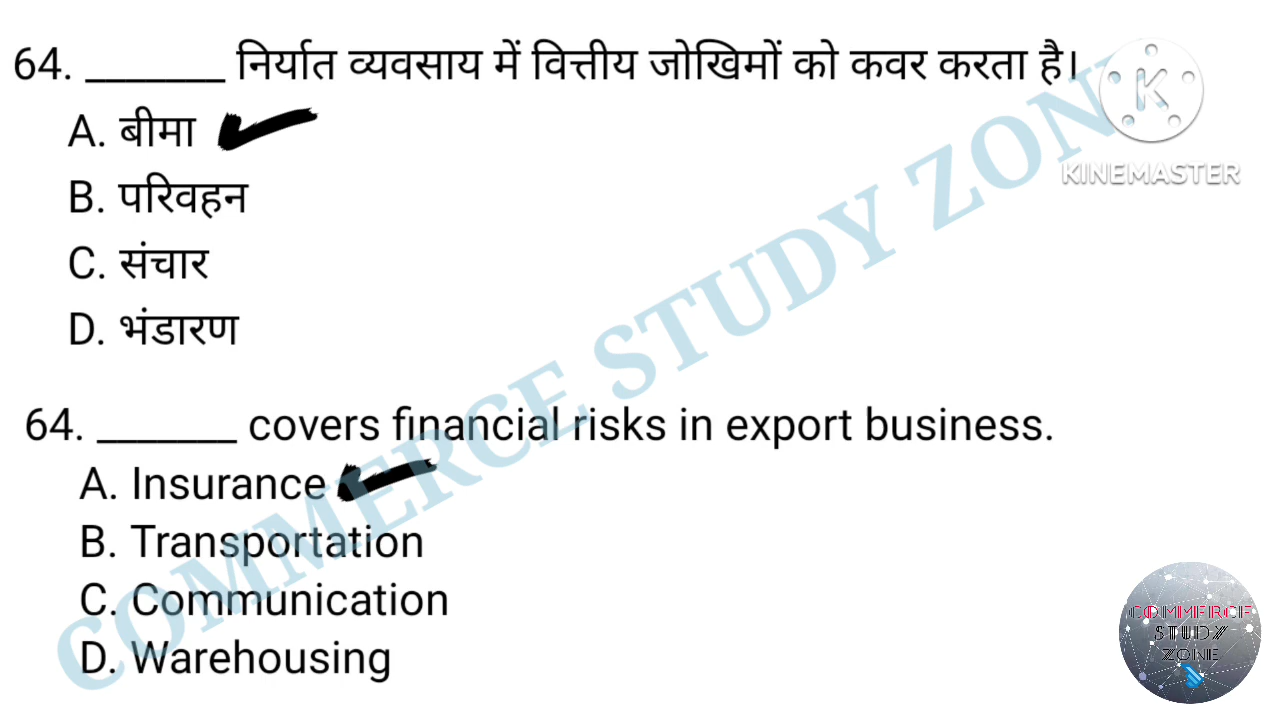 64. _______ निर्यात व्यवसाय में वित्तीय जोखिमों को कवर करता है।
A. बीमा
B. परिवहन
C. संचार
D. भंडारण
64. _______ covers financial risks in export business.
A. Insurance
B. Transportation
C. Communication
D. Warehousing
COMMERCE STUDY ZONE
K
KINEMASTER
COMMERCE
STUDY
ZONE